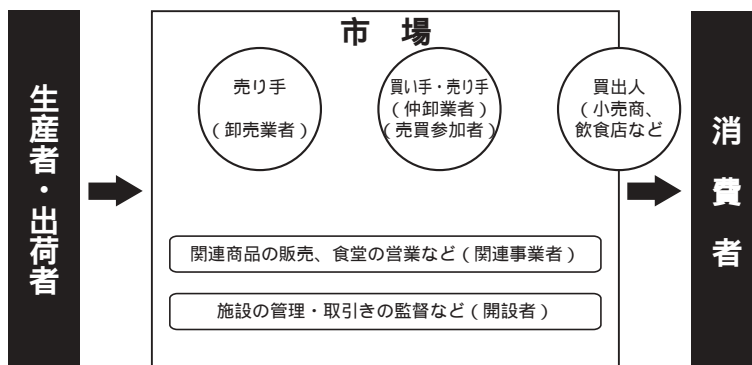 市　場
生産者・出荷者
売り手
（卸売業者）
買い手・売り手
（仲卸業者）
（売買参加者）
買出人
（小売商、
飲食店など
消費者
関連商品の販売、食堂の営業など（関連事業者）
施設の管理・取引きの監督など（開設者）